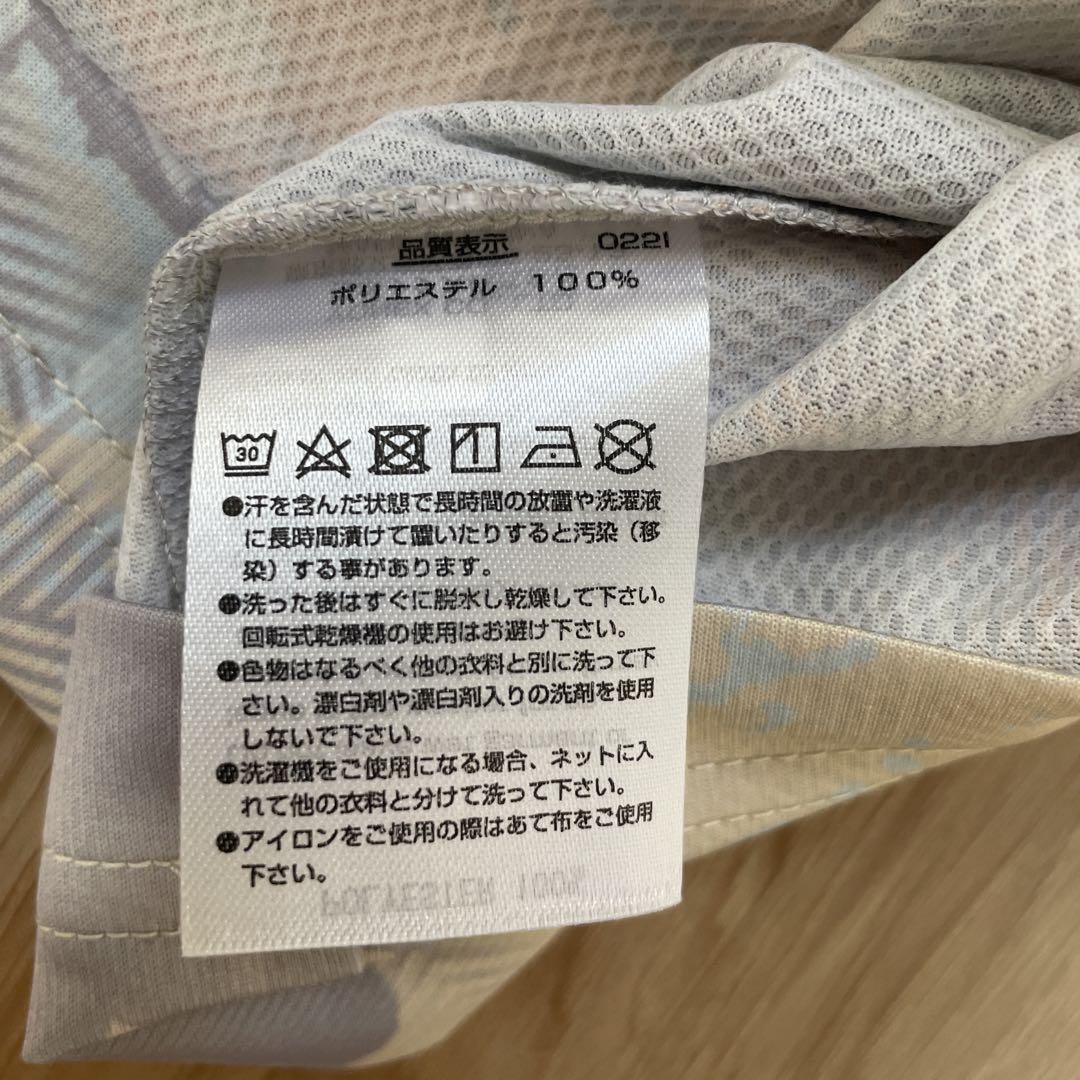 品質表示 0221
ポリエステル 100%
30
●汗を含んだ状態で長時間の放置や洗濯液
に長時間漬けて置いたりすると汚染（移
染）する事があります。
●洗った後はすぐに脱水し乾燥して下さい。
回転式乾燥機の使用はお避け下さい。
●色物はなるべく他の衣料と別に洗って下
さい。漂白剤や漂白剤入りの洗剤を使用
しないで下さい。
●洗濯機をご使用になる場合、ネットに入
れて他の衣料と分けて洗って下さい。
●アイロンをご使用の際はあて布をご使用
下さい。
POLYESTER 100%